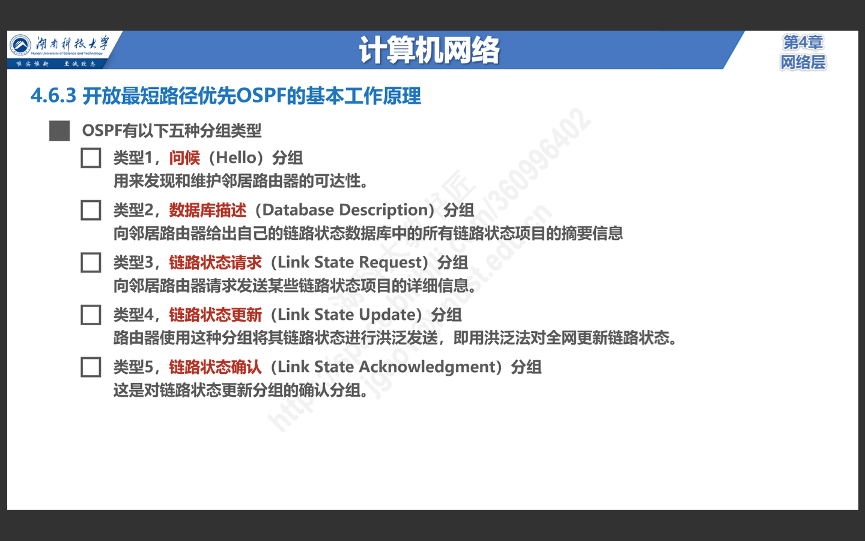 湖南科技大学
Hunan University of Science and Technology
唯实惟新 至诚致志
计算机网络
第4章
网络层
4.6.3 开放最短路径优先OSPF的基本工作原理
OSPF有以下五种分组类型
类型1，问候（Hello）分组
用来发现和维护邻居路由器的可达性。
类型2，数据库描述（Database Description）分组
向邻居路由器给出自己的链路状态数据库中的所有链路状态项目的摘要信息
类型3，链路状态请求（Link State Request）分组
向邻居路由器请求发送某些链路状态项目的详细信息。
类型4，链路状态更新（Link State Update）分组
路由器使用这种分组将其链路状态进行洪泛发送，即用洪泛法对全网更新链路状态。
类型5，链路状态确认（Link State Acknowledgment）分组
这是对链路状态更新分组的确认分组。